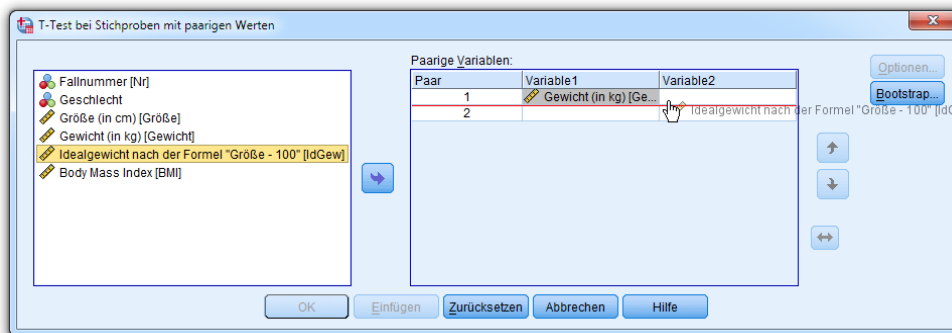 T-Test bei Stichproben mit paarigen Werten
Paarige Variablen:
Fallnummer [Nr]
Geschlecht
Größe (in cm) [Größe]
Gewicht (in kg) [Gewicht]
Idealgewicht nach der Formel "Größe - 100" [IdGew]
Body Mass Index [BMI]
Paar Variable1 Variable2
1 Gewicht (in kg) [Ge...
2
Idealgewicht nach der Formel "Größe - 100" [IdG
Optionen...
Bootstrap...
OK Einfügen Zurücksetzen Abbrechen Hilfe